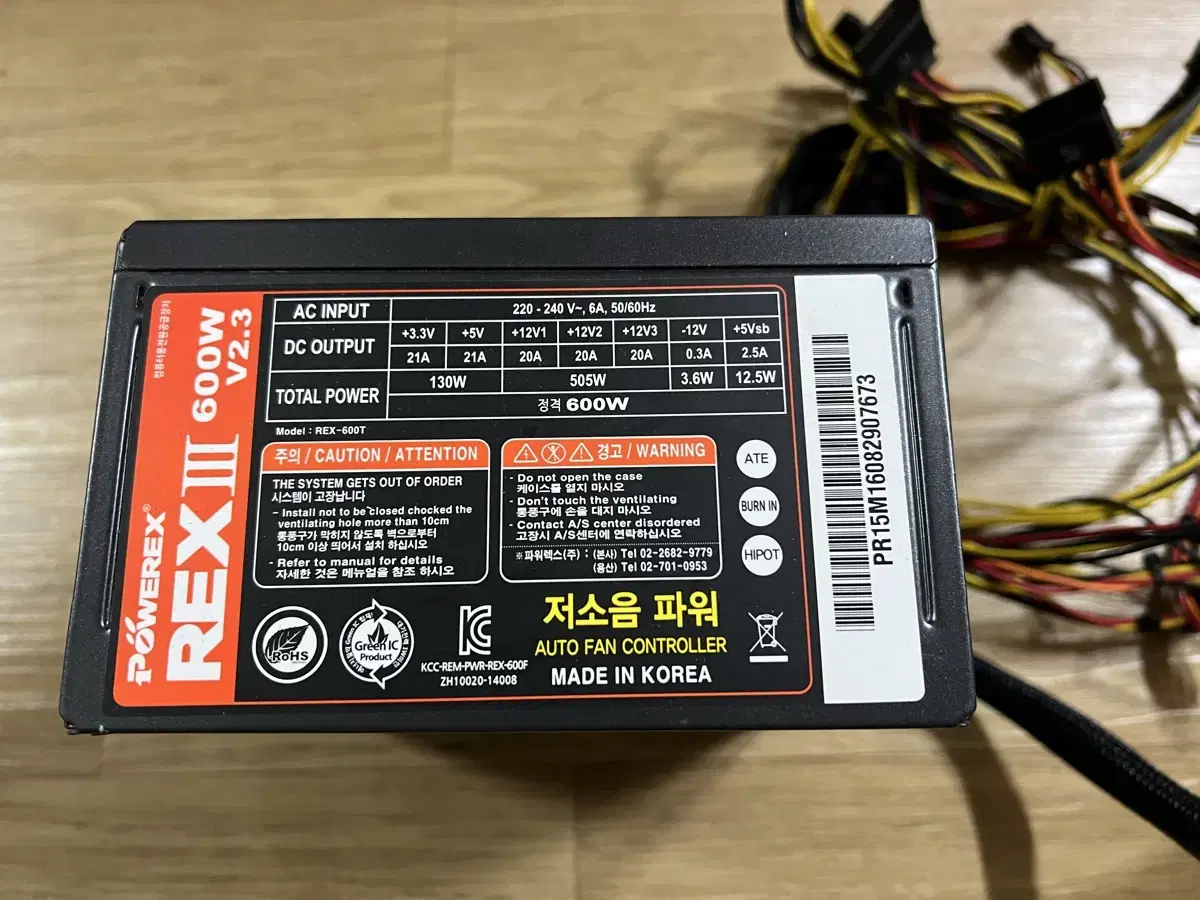 컴퓨터용전원공급장치
POWEREX®
REX III 600W
V2.3
AC INPUT 220 - 240 V~, 6A, 50/60Hz
DC OUTPUT +3.3V +5V +12V1 +12V2 +12V3 -12V +5Vsb
21A 21A 20A 20A 20A 0.3A 2.5A
TOTAL POWER 130W 505W 3.6W 12.5W
정격 600W
Model : REX-600T
주의 / CAUTION / ATTENTION
THE SYSTEM GETS OUT OF ORDER
시스템이 고장납니다
- Install not to be closed chocked the
ventilating hole more than 10cm
통풍구가 막히지 않도록 벽으로부터
10cm 이상 띄어서 설치 하십시오
- Refer to manual for details
자세한 것은 메뉴얼을 참조 하시오
경고 / WARNING
- Do not open the case
케이스를 열지 마시오
- Don't touch the ventilating
통풍구에 손을 대지 마시오
- Contact A/S center disordered
고장시 A/S센터에 연락하십시오
※파워렉스(주) : (본사) Tel 02-2682-9779
(용산) Tel 02-701-0953
ATE
BURN IN
HIPOT
RoHS
Green IC
Product
KCC-REM-PWR-REX-600F
ZH10020-14008
저소음 파워
AUTO FAN CONTROLLER
MADE IN KOREA
PR15M16082907673